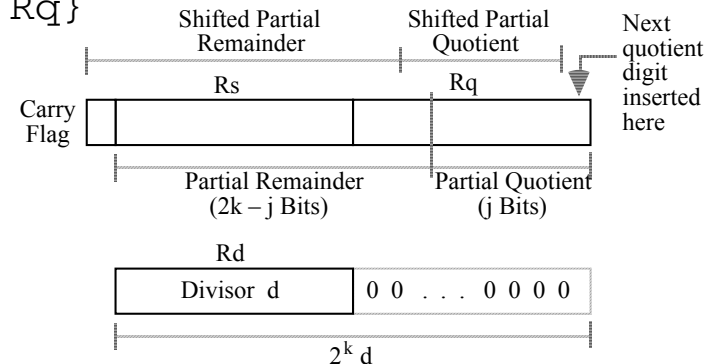 Rq}
Shifted Partial Remainder
Shifted Partial Quotient
Next quotient digit inserted here
Rs
Rq
Carry Flag
Partial Remainder (2k – j Bits)
Partial Quotient (j Bits)
Rd
Divisor d
0 0 . . . 0 0 0 0
2^k d